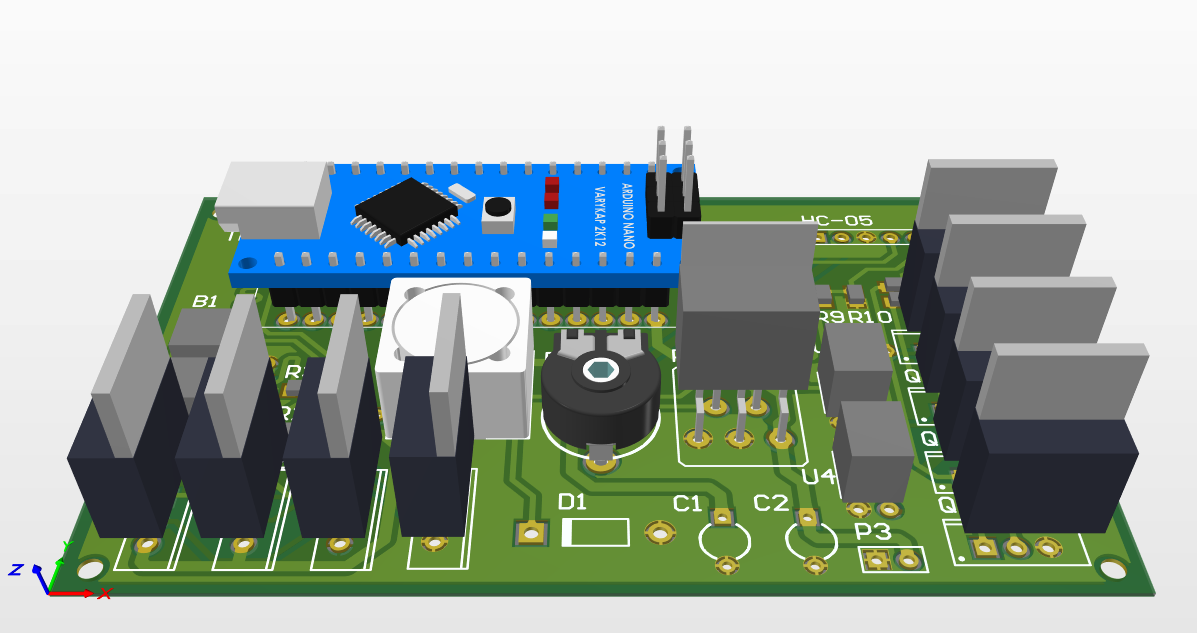 HC-05
VARYKAP 2K12
ARDUINO NANO
B1
R9
R10
Q
Q
Q
Q
U4
D1
C1
C2
P3
Z
Y
X